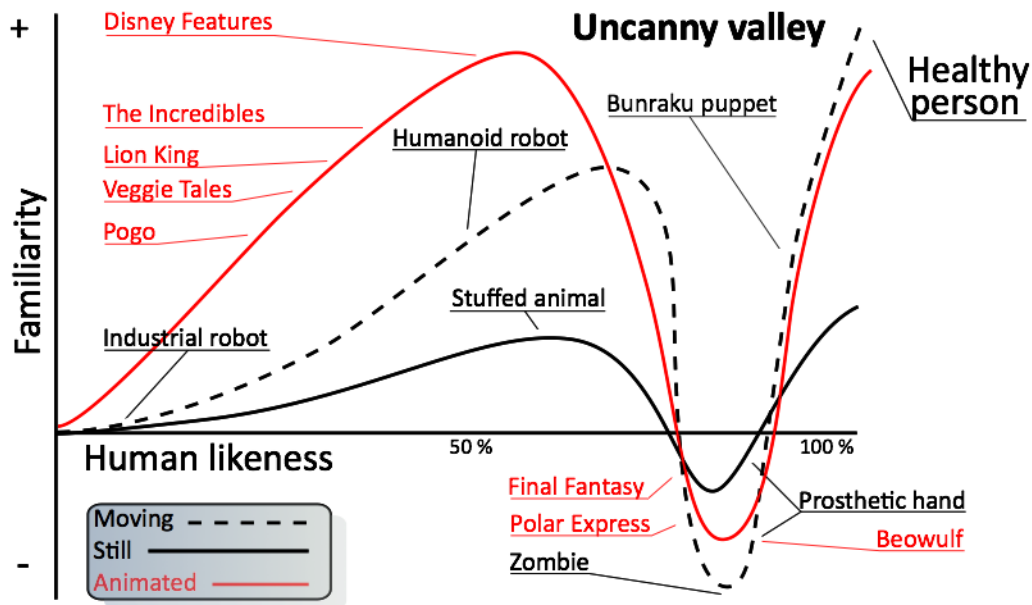 +
Disney Features
Uncanny valley
Healthy
person
The Incredibles
Bunraku puppet
Humanoid robot
Lion King
Veggie Tales
Pogo
Familiarity
Stuffed animal
Industrial robot
Human likeness
50 %
100 %
Final Fantasy
Prosthetic hand
Polar Express
Beowulf
Zombie
-
Moving
Still
Animated